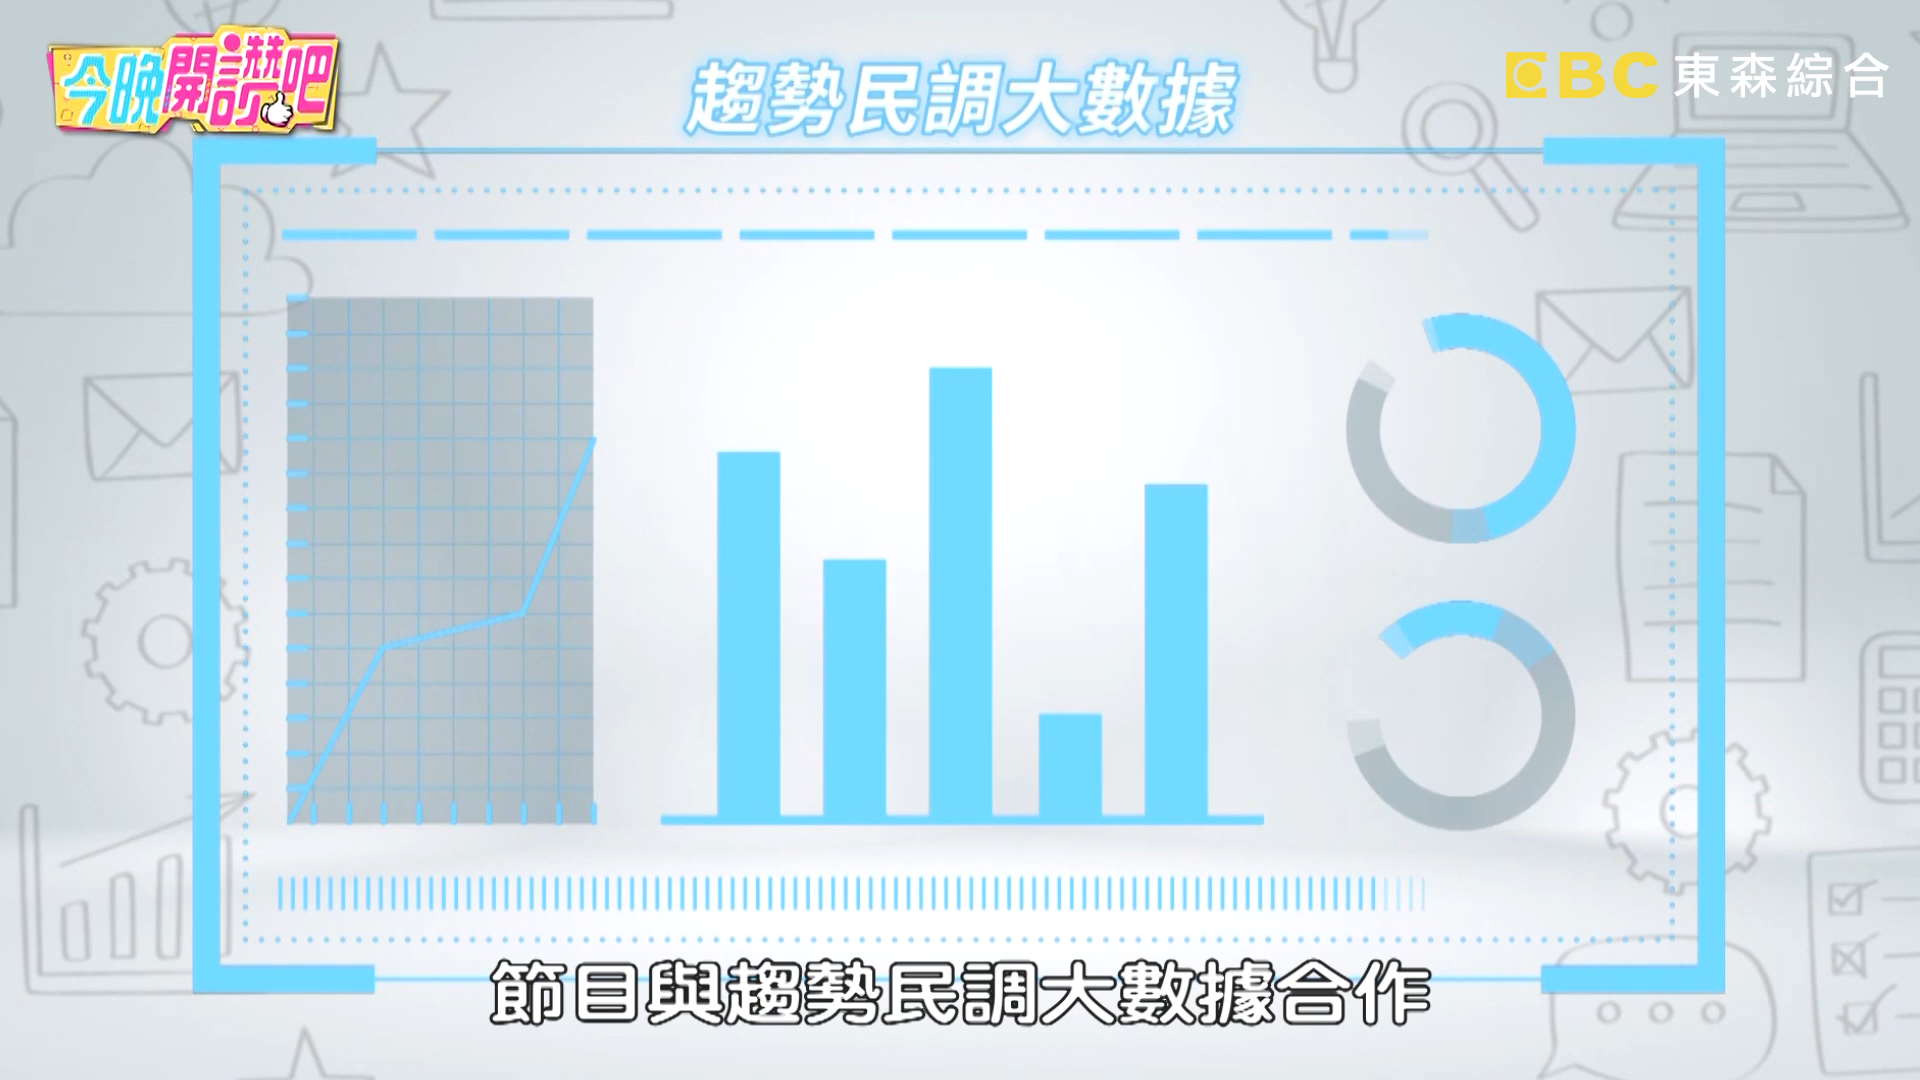 今晚開讚吧
趨勢民調大數據
EBC 東森綜合
節目與趨勢民調大數據合作